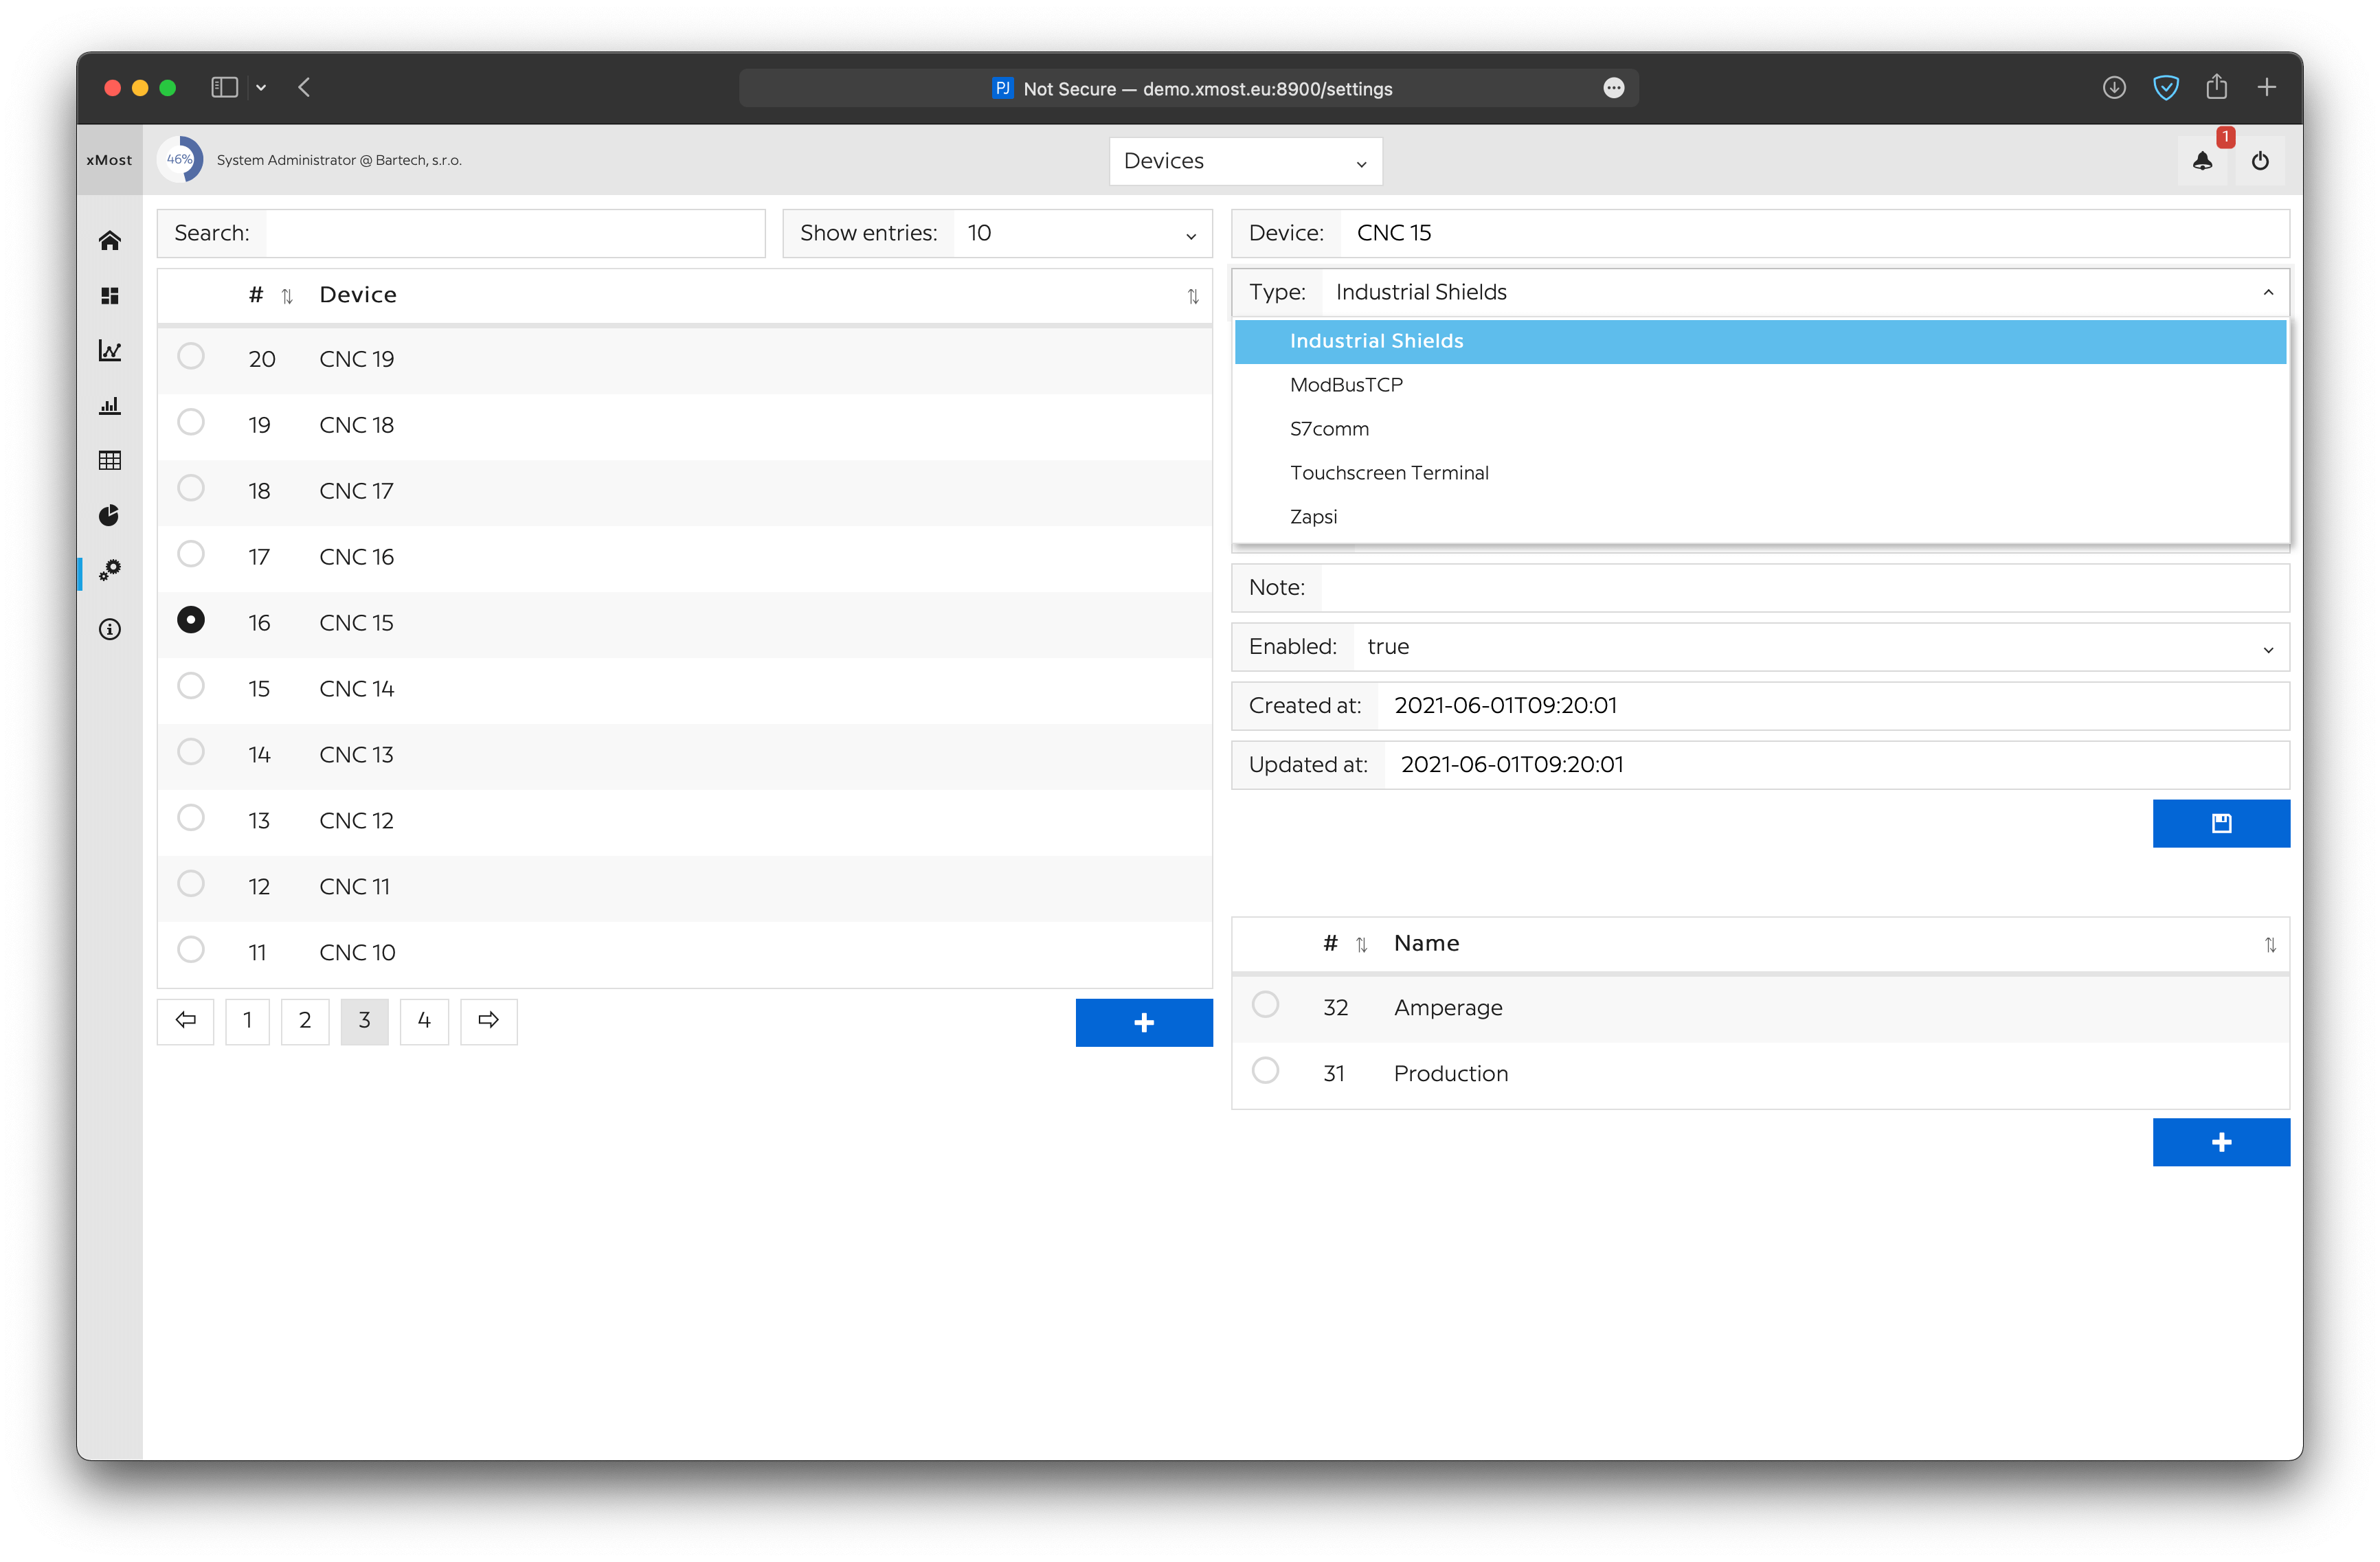 PJ Not Secure — demo.xmost.eu:8900/settings
xMost 46% System Administrator @ Bartech, s.r.o. Devices 1
Search:
Show entries: 10
# Device
20 CNC 19
19 CNC 18
18 CNC 17
17 CNC 16
16 CNC 15
15 CNC 14
14 CNC 13
13 CNC 12
12 CNC 11
11 CNC 10
1 2 3 4
+
Device: CNC 15
Type: Industrial Shields
Industrial Shields
ModBusTCP
S7comm
Touchscreen Terminal
Zapsi
Note:
Enabled: true
Created at: 2021-06-01T09:20:01
Updated at: 2021-06-01T09:20:01
# Name
32 Amperage
31 Production
+